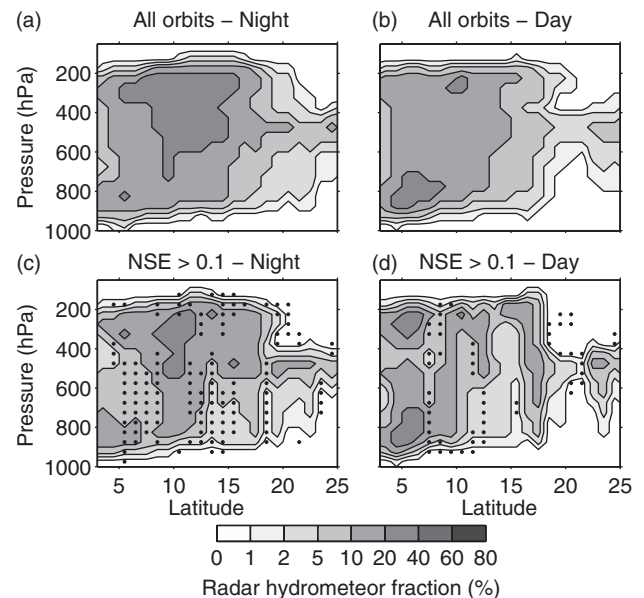 (a) All orbits – Night
(b) All orbits – Day
Pressure (hPa)
200
400
600
800
1000
(c) NSE > 0.1 – Night
(d) NSE > 0.1 – Day
Pressure (hPa)
200
400
600
800
1000
5 10 15 20 25
5 10 15 20 25
Latitude
Latitude
0 1 2 5 10 20 40 60 80
Radar hydrometeor fraction (%)